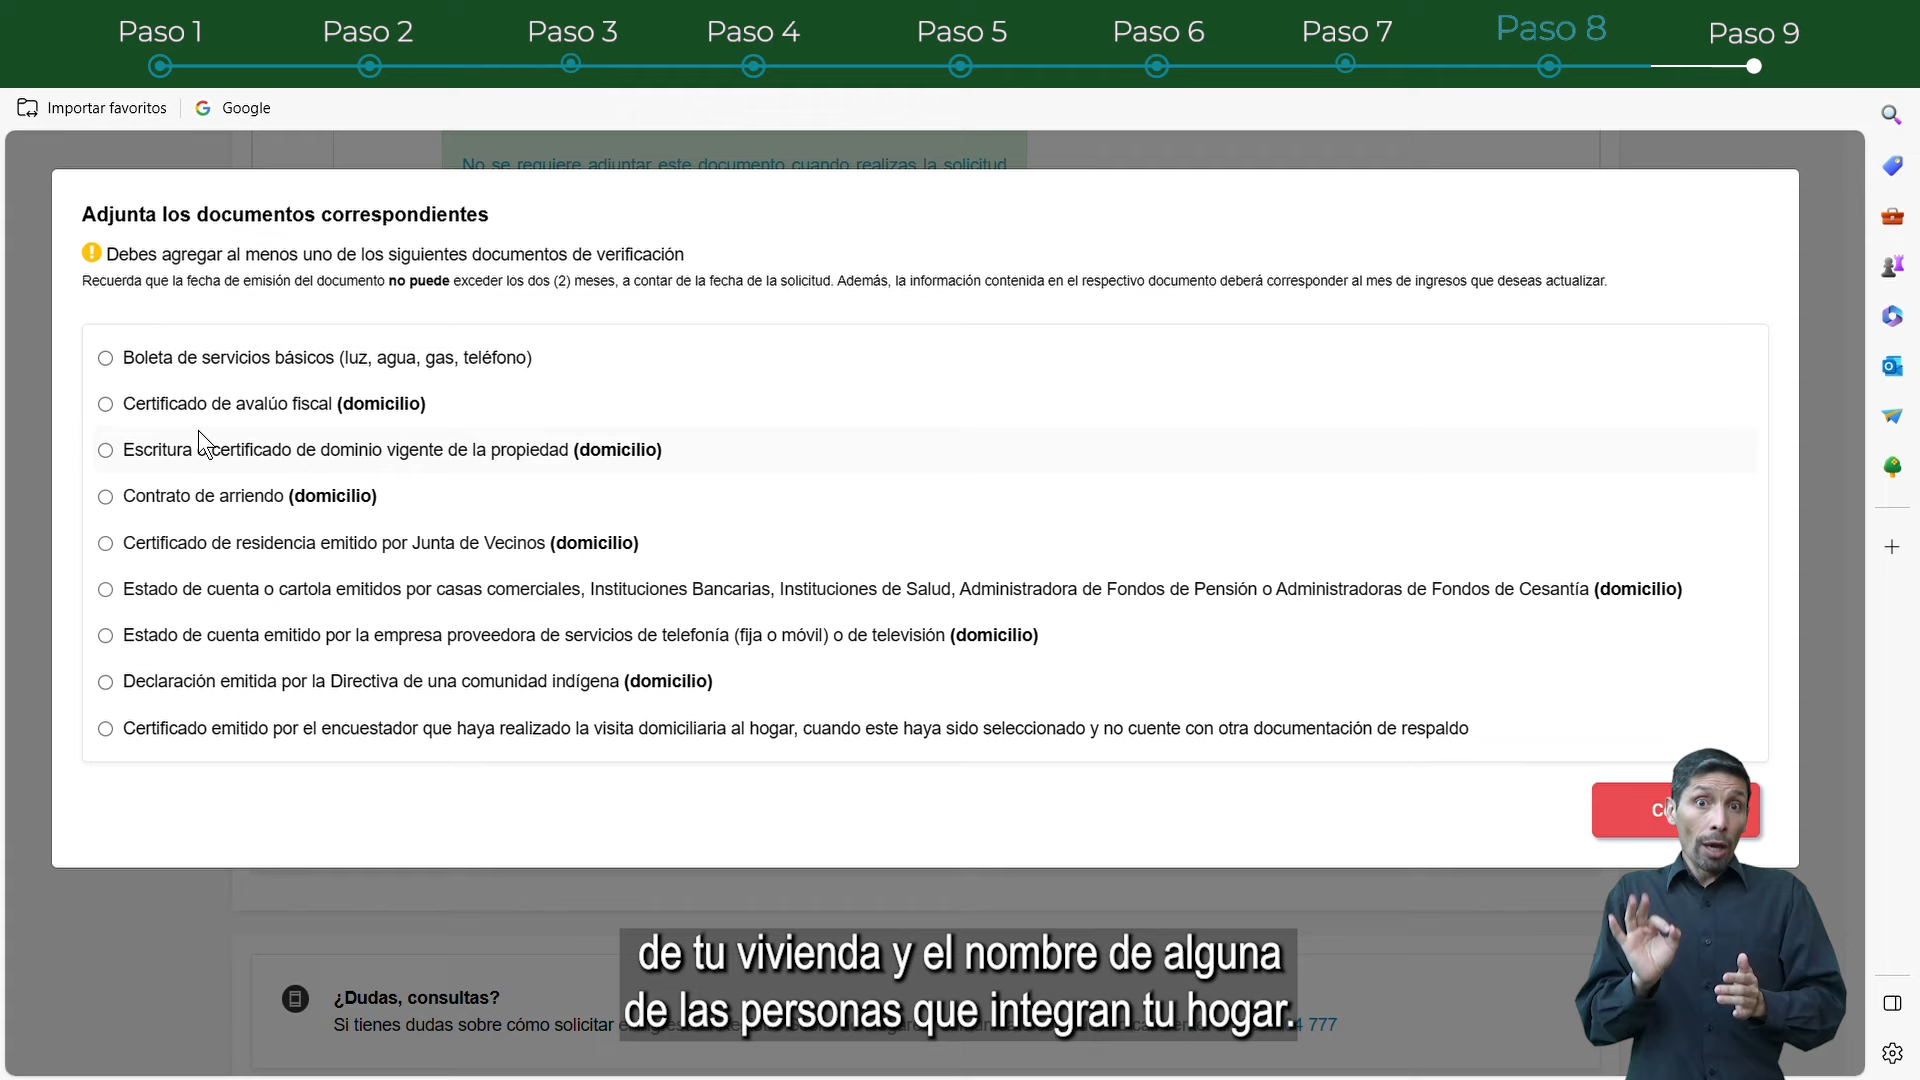 Paso 1 Paso 2 Paso 3 Paso 4 Paso 5 Paso 6 Paso 7 Paso 8 Paso 9
Importar favoritos Google
No se requiere adjuntar este documento cuando realizas la solicitud
Adjunta los documentos correspondientes
Debes agregar al menos uno de los siguientes documentos de verificación
Recuerda que la fecha de emisión del documento no puede exceder los dos (2) meses, a contar de la fecha de la solicitud. Además, la información contenida en el respectivo documento deberá corresponder al mes de ingresos que deseas actualizar.
Boleta de servicios básicos (luz, agua, gas, teléfono)
Certificado de avalúo fiscal (domicilio)
Escritura o certificado de dominio vigente de la propiedad (domicilio)
Contrato de arriendo (domicilio)
Certificado de residencia emitido por Junta de Vecinos (domicilio)
Estado de cuenta o cartola emitidos por casas comerciales, Instituciones Bancarias, Instituciones de Salud, Administradora de Fondos de Pensión o Administradoras de Fondos de Cesantía (domicilio)
Estado de cuenta emitido por la empresa proveedora de servicios de telefonía (fija o móvil) o de televisión (domicilio)
Declaración emitida por la Directiva de una comunidad indígena (domicilio)
Certificado emitido por el encuestador que haya realizado la visita domiciliaria al hogar, cuando este haya sido seleccionado y no cuente con otra documentación de respaldo
de tu vivienda y el nombre de alguna
de las personas que integran tu hogar.
¿Dudas, consultas?
Si tienes dudas sobre cómo solicitar
777